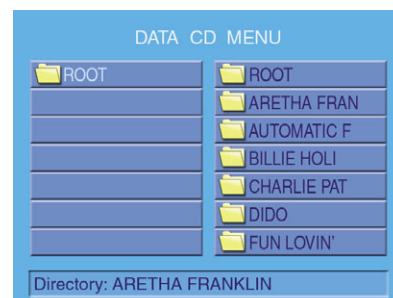 DATA CD MENU
ROOT
ROOT
ARETHA FRAN
AUTOMATIC F
BILLIE HOLI
CHARLIE PAT
DIDO
FUN LOVIN'
Directory: ARETHA FRANKLIN